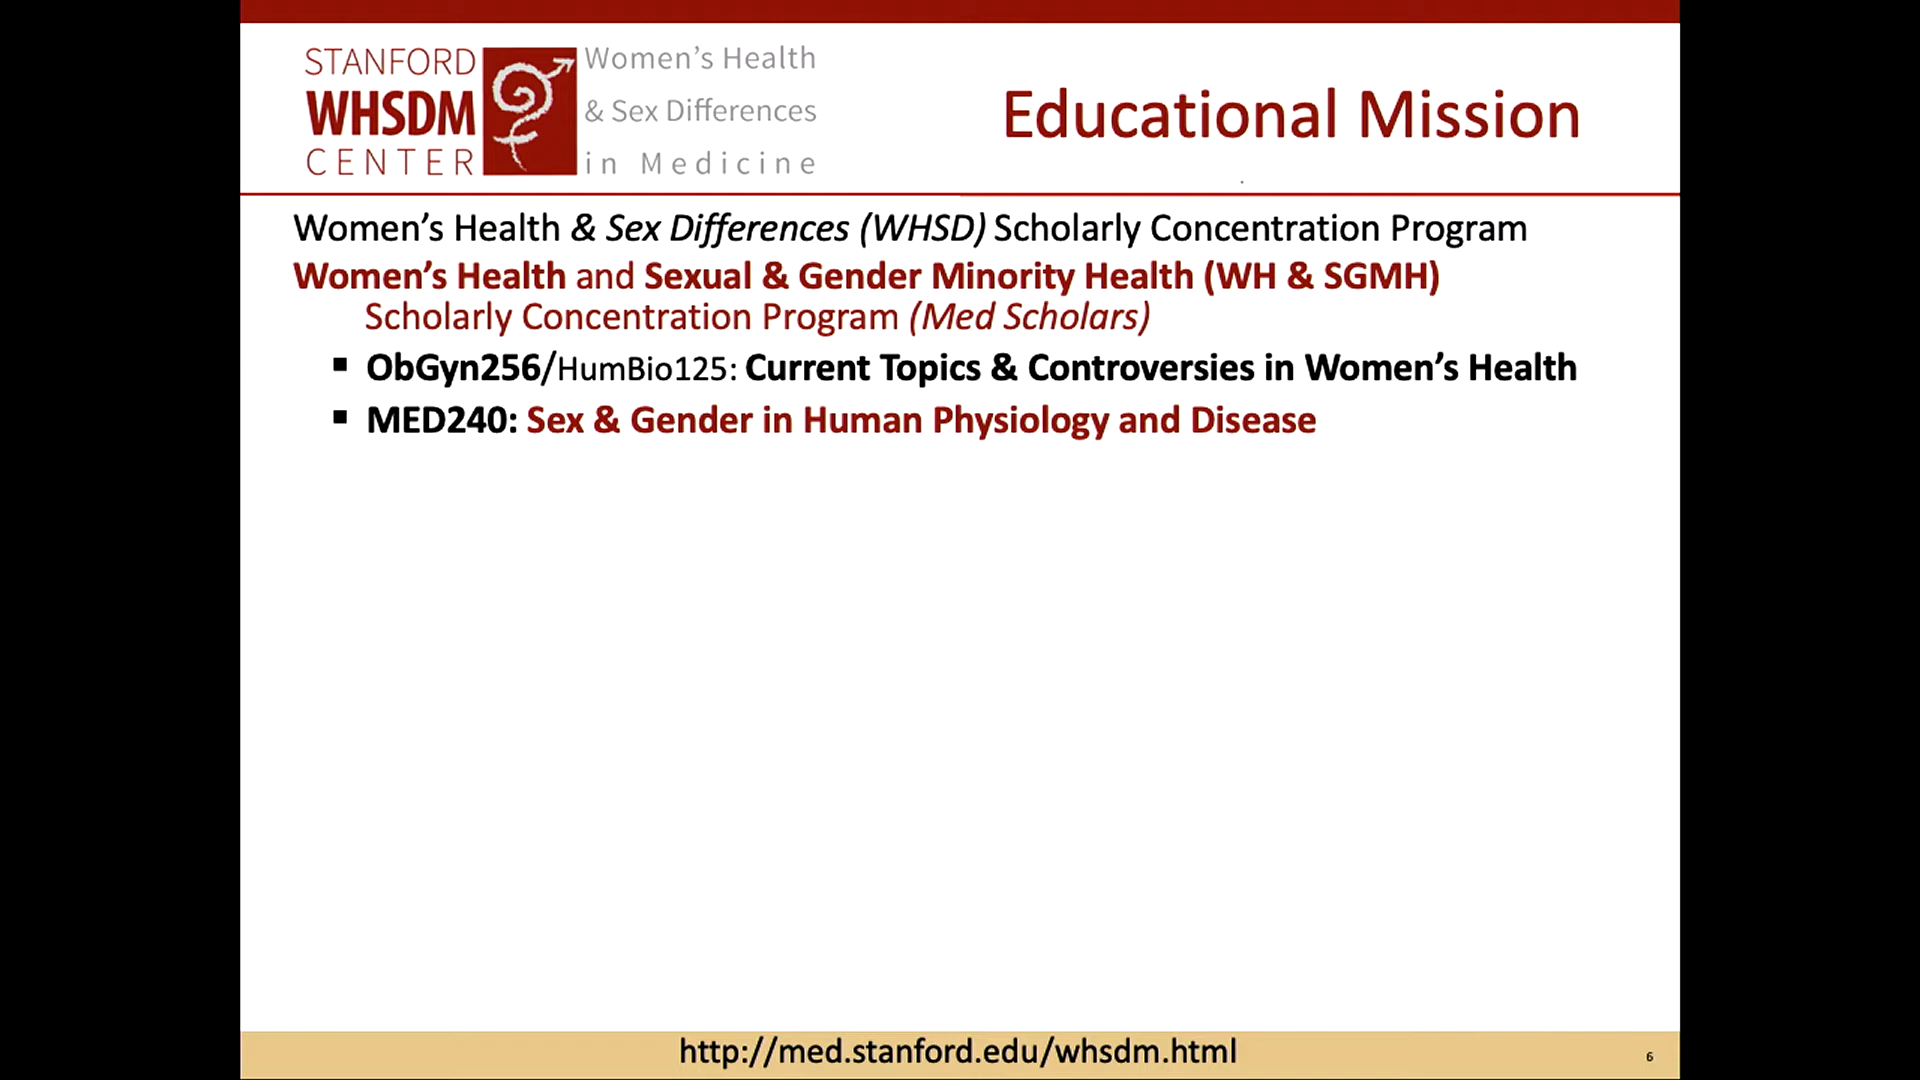 STANFORD
WHSDM
CENTER
Women's Health
& Sex Differences
in Medicine
Educational Mission
Women's Health & Sex Differences (WHSD) Scholarly Concentration Program
Women's Health and Sexual & Gender Minority Health (WH & SGMH)
Scholarly Concentration Program (Med Scholars)
▪ ObGyn256/HumBio125: Current Topics & Controversies in Women's Health
▪ MED240: Sex & Gender in Human Physiology and Disease
http://med.stanford.edu/whsdm.html
6